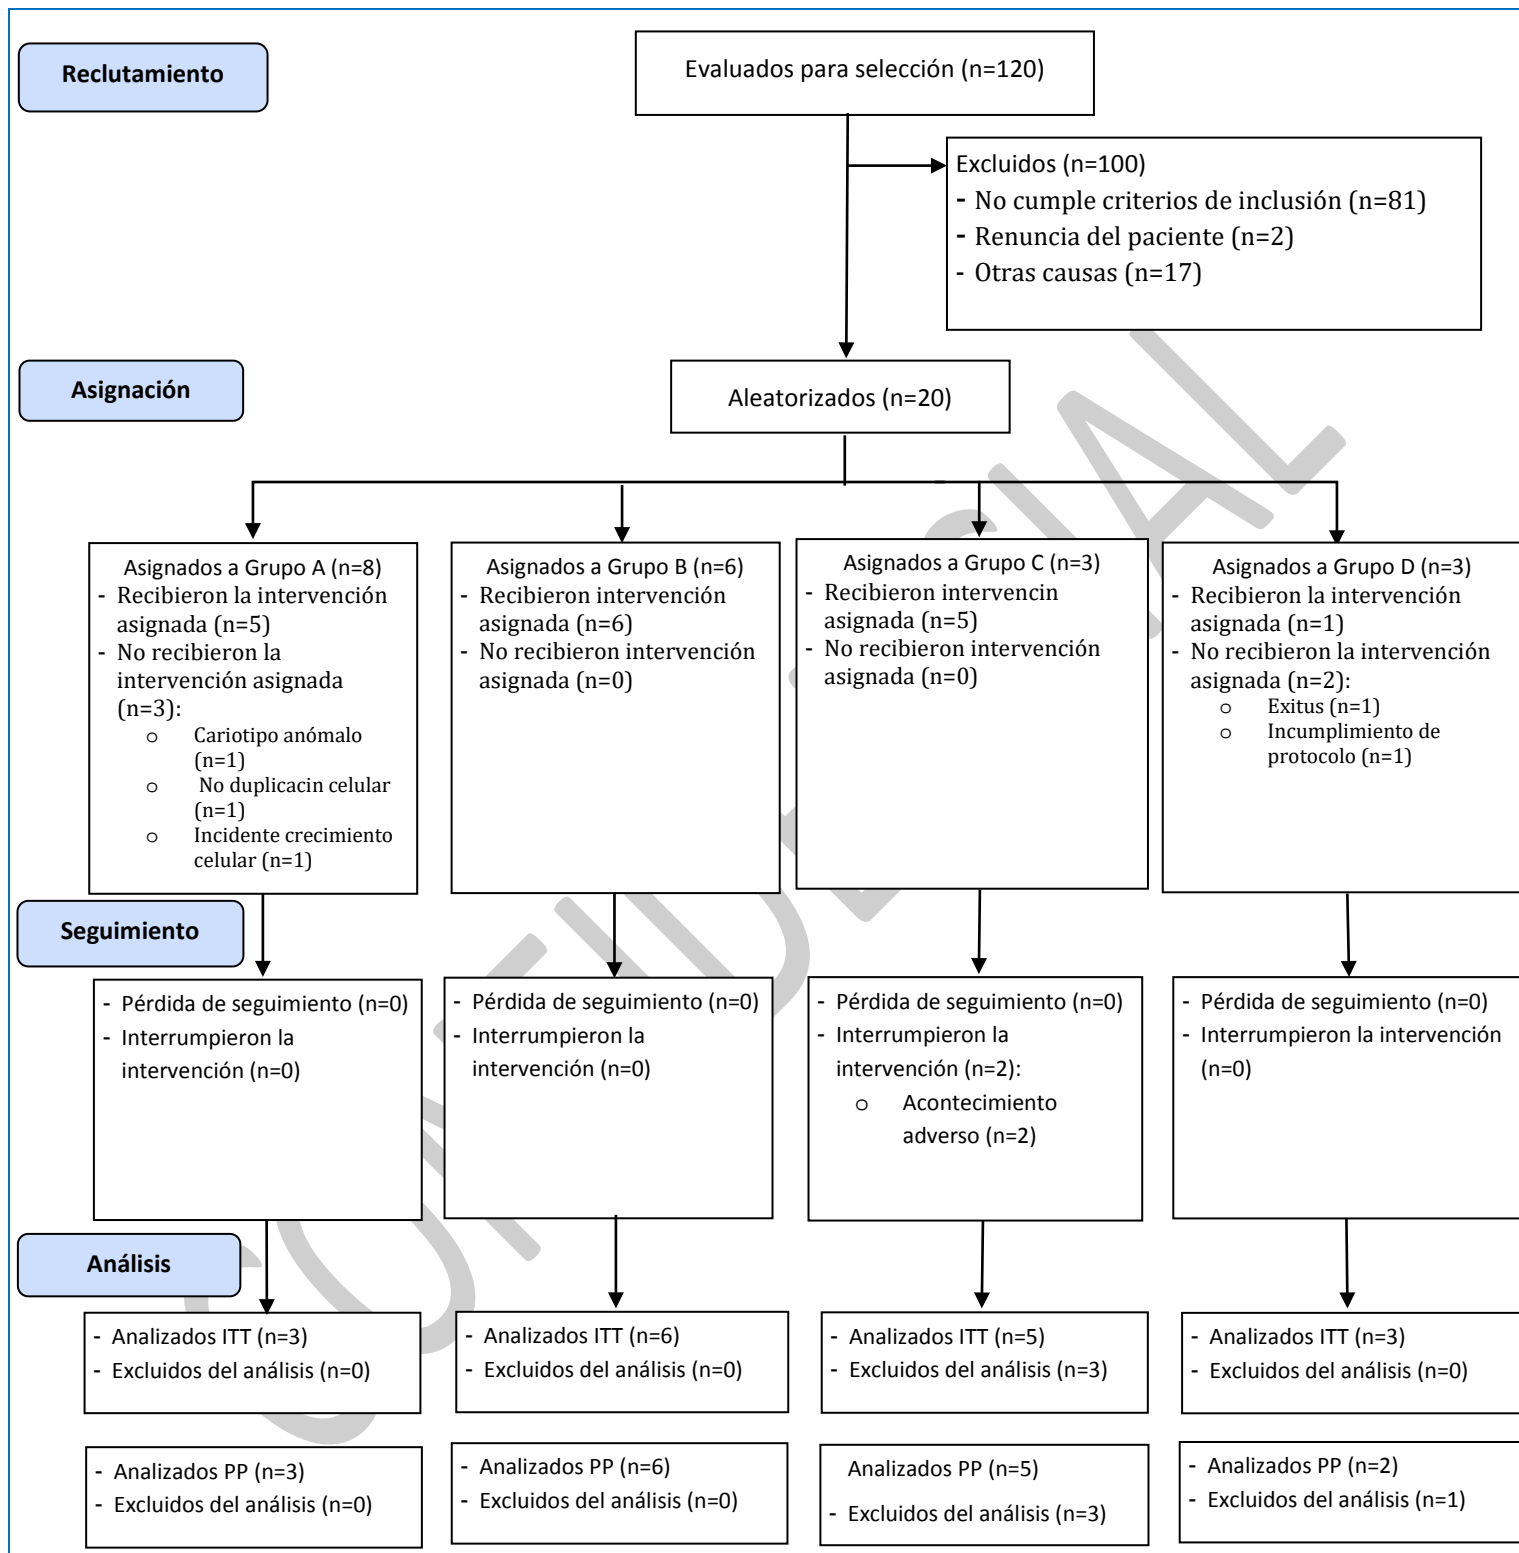 Reclutamiento
Evaluados para selección (n=120)
Excluidos (n=100)
- No cumple criterios de inclusión (n=81)
- Renuncia del paciente (n=2)
- Otras causas (n=17)
Asignación
Aleatorizados (n=20)
Asignados a Grupo A (n=8)
- Recibieron la intervención
asignada (n=5)
- No recibieron la
intervención asignada
(n=3):
o Cariotipo anómalo
(n=1)
o No duplicacin celular
(n=1)
o Incidente crecimiento
celular (n=1)
Asignados a Grupo B (n=6)
- Recibieron intervención
asignada (n=6)
- No recibieron intervención
asignada (n=0)
Asignados a Grupo C (n=3)
- Recibieron intervencin
asignada (n=5)
- No recibieron intervención
asignada (n=0)
Asignados a Grupo D (n=3)
- Recibieron la intervención
asignada (n=1)
- No recibieron la intervención
asignada (n=2):
o Exitus (n=1)
o Incumplimiento de
protocolo (n=1)
Seguimiento
- Pérdida de seguimiento (n=0)
- Interrumpieron la
intervención (n=0)
- Pérdida de seguimiento (n=0)
- Interrumpieron la
intervención (n=0)
- Pérdida de seguimiento (n=0)
- Interrumpieron la
intervención (n=2):
o Acontecimiento
adverso (n=2)
- Pérdida de seguimiento (n=0)
- Interrumpieron la intervención
(n=0)
Análisis
- Analizados ITT (n=3)
- Excluidos del análisis (n=0)
- Analizados ITT (n=6)
- Excluidos del análisis (n=0)
- Analizados ITT (n=5)
- Excluidos del análisis (n=3)
- Analizados ITT (n=3)
- Excluidos del análisis (n=0)
- Analizados PP (n=3)
- Excluidos del análisis (n=0)
- Analizados PP (n=6)
- Excluidos del análisis (n=0)
Analizados PP (n=5)
- Excluidos del análisis (n=3)
- Analizados PP (n=2)
- Excluidos del análisis (n=1)
CONFIDENCIAL